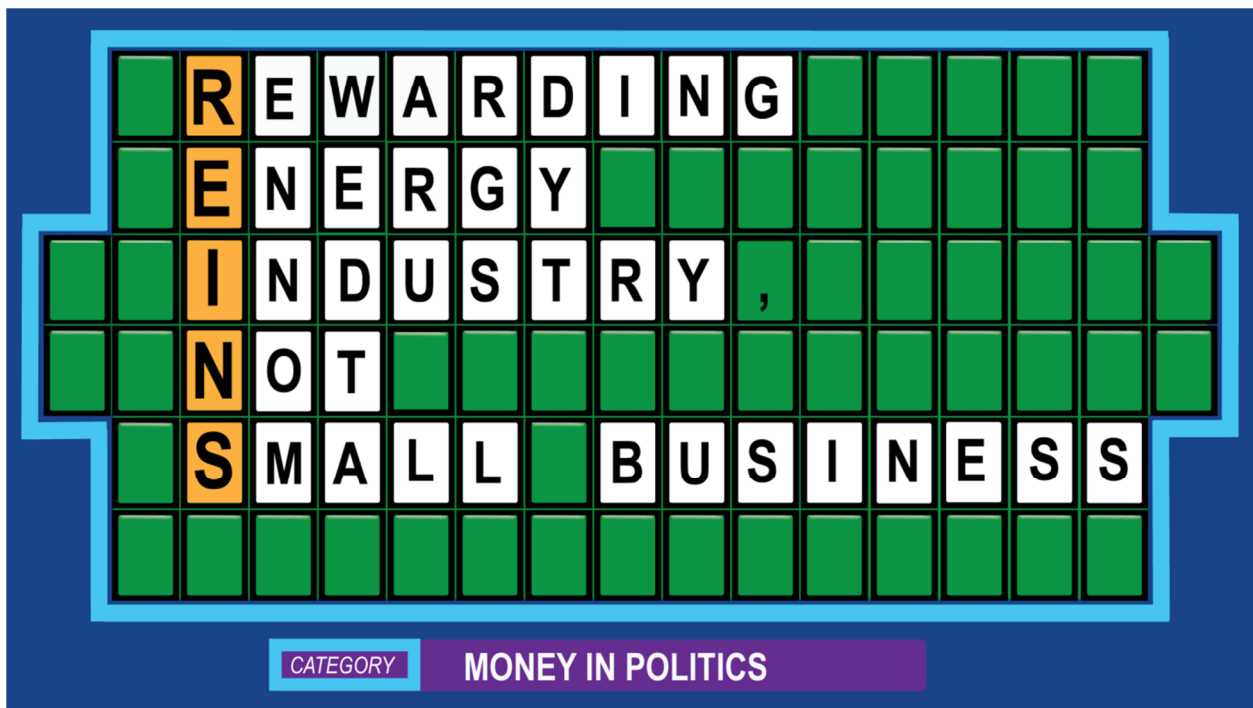 REWARDING
ENERGY
INDUSTRY,
NOT
SMALL BUSINESS
CATEGORY MONEY IN POLITICS